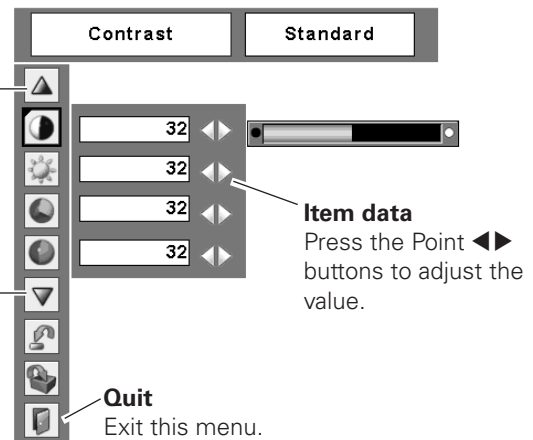 Contrast Standard
32
32
32
32
Item data
Press the Point ◀▶
buttons to adjust the
value.
Quit
Exit this menu.